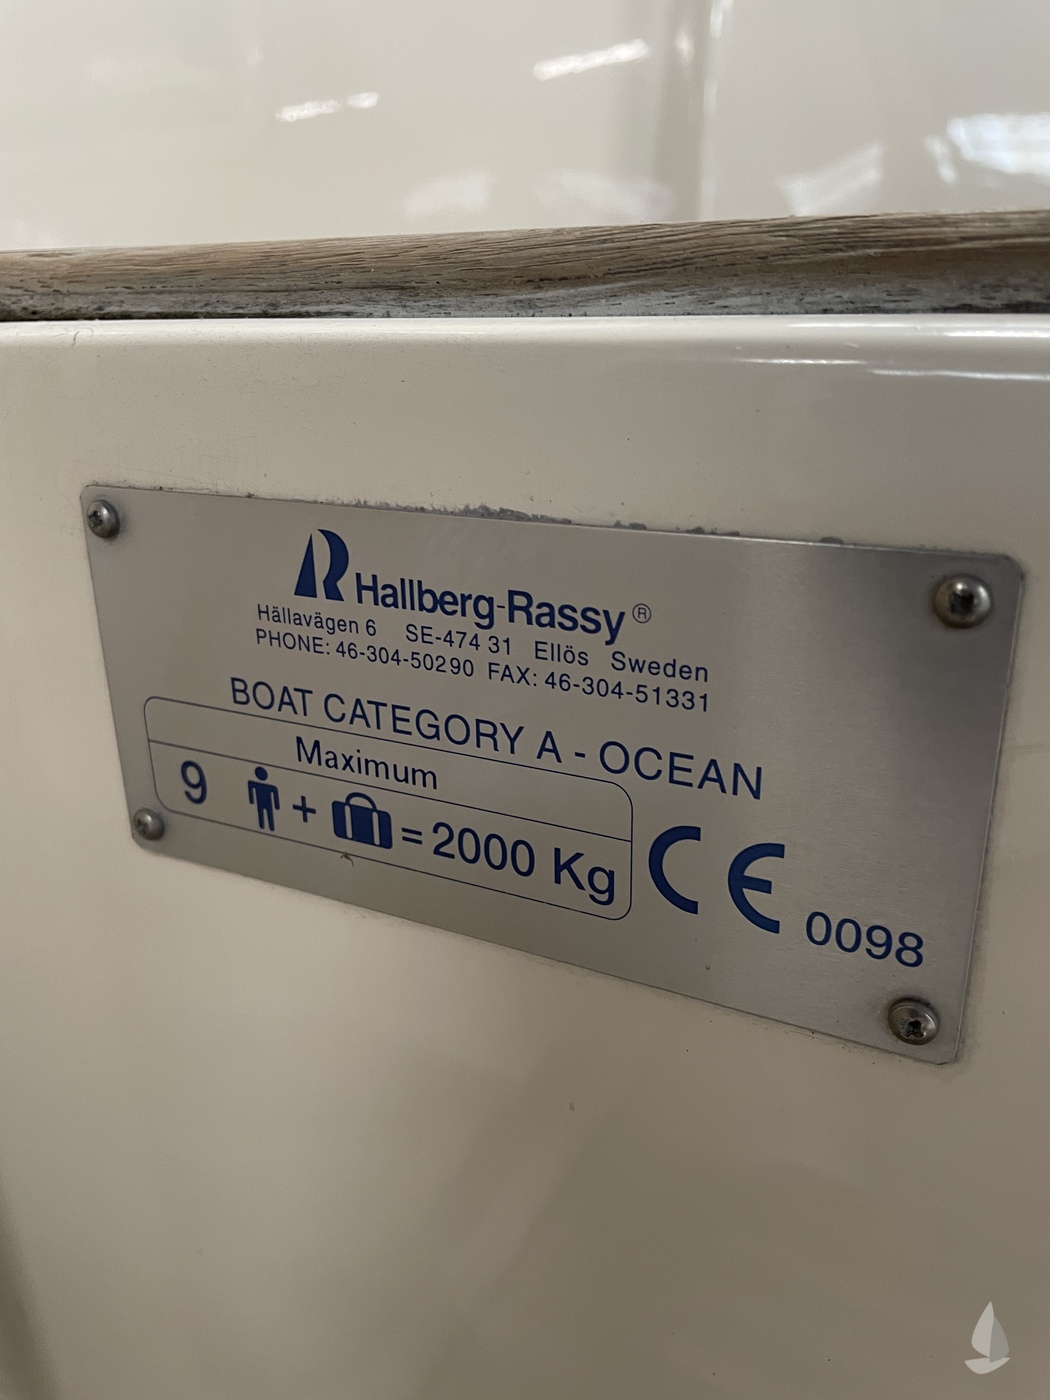 Hallberg-Rassy®
Hällavägen 6 SE-474 31 Ellös Sweden
PHONE: 46-304-50290 FAX: 46-304-51331
BOAT CATEGORY A - OCEAN
Maximum
9 + = 2000 Kg
CE 0098